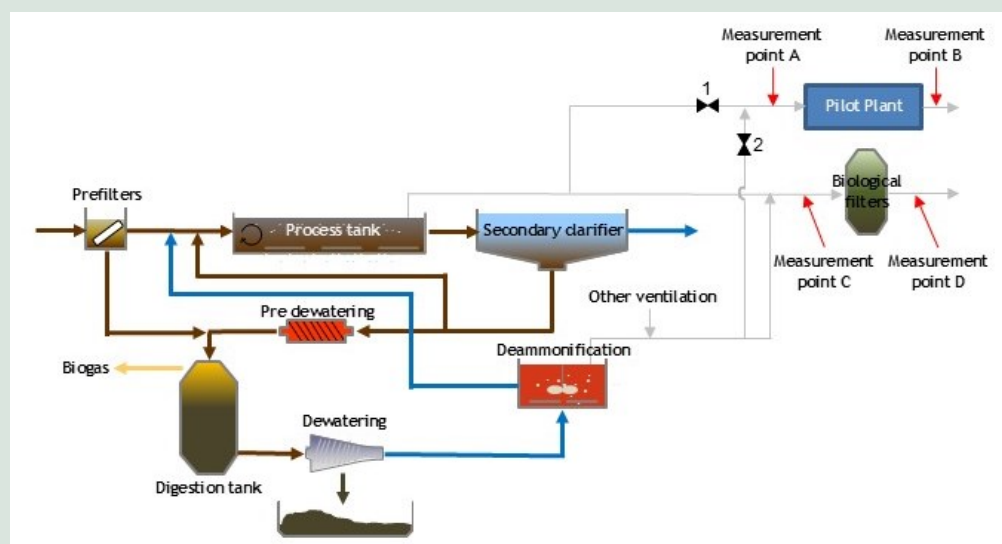 Measurement
point A
Measurement
point B
1
Pilot Plant
2
Prefilters
Biological
filters
Process tank
Secondary clarifier
Measurement
point C
Measurement
point D
Other ventilation
Pre dewatering
Deammonification
Biogas
Dewatering
Digestion tank